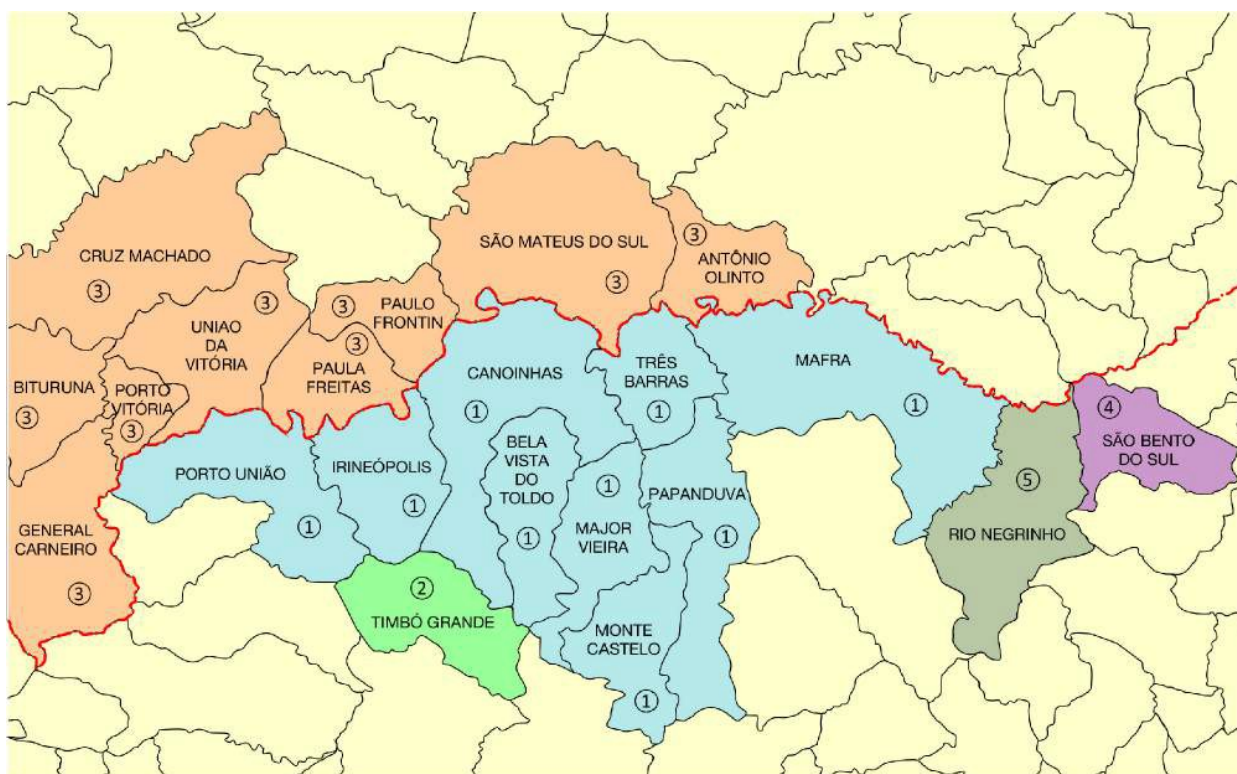 CRUZ MACHADO
③
UNIAO
DA
VITÓRIA
③
③
PAULO
FRONTIN
③
PAULA
FREITAS
SÃO MATEUS DO SUL
③
③
ANTÔNIO
OLINTO
BITURUNA
③
PORTO
VITÓRIA
③
GENERAL
CARNEIRO
③
PORTO UNIÃO
①
IRINEÓPOLIS
①
CANOINHAS
①
BELA
VISTA
DO
TOLDO
①
TRÊS
BARRAS
①
①
MAJOR
VIEIRA
PAPANDUVA
①
MAFRA
①
④
SÃO BENTO
DO SUL
⑤
RIO NEGRINHO
②
TIMBÓ GRANDE
MONTE
CASTELO
①